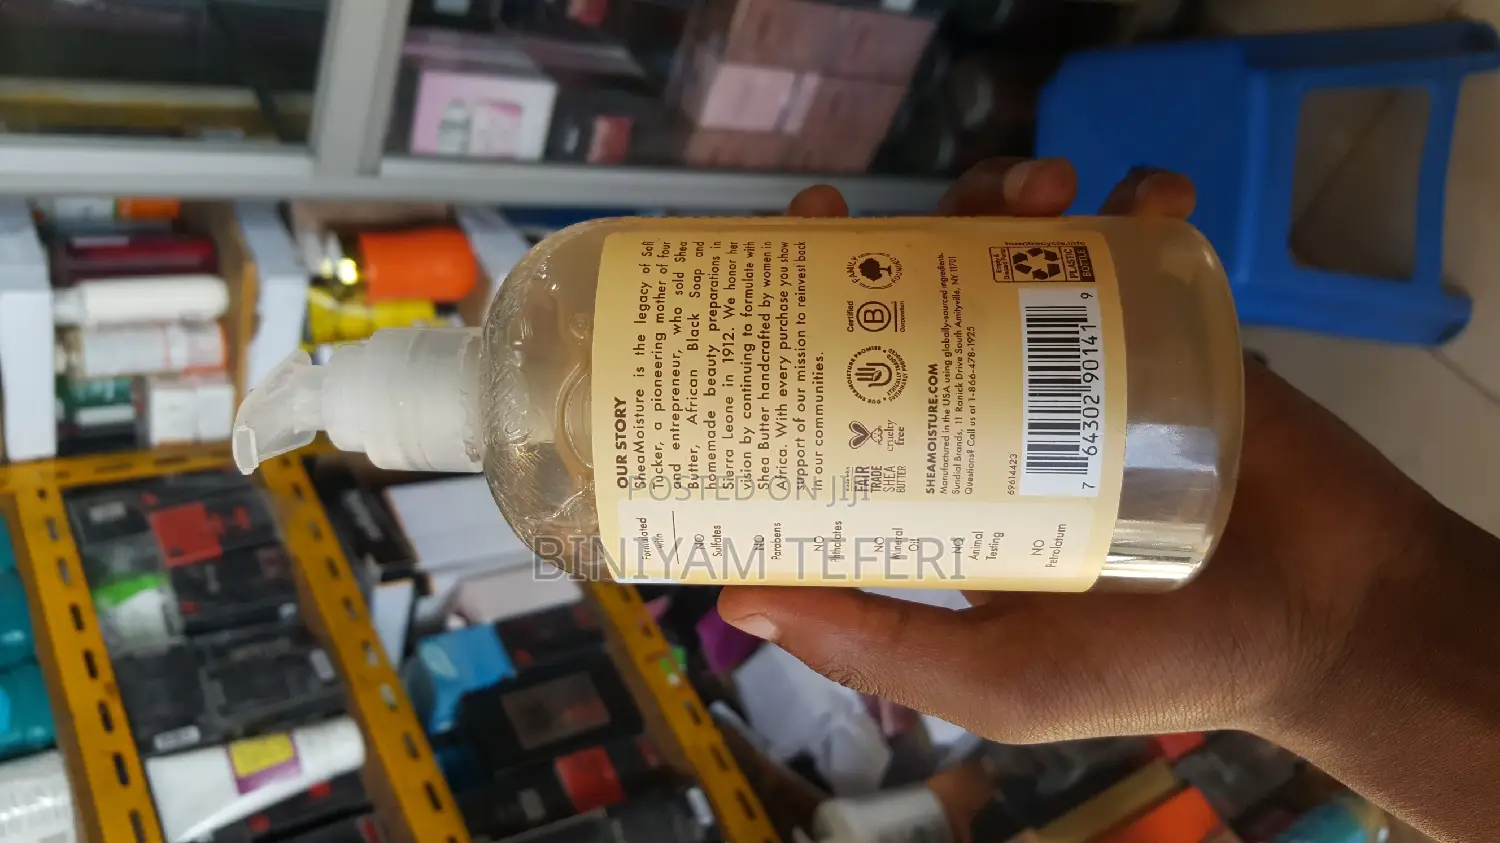 OUR STORY
SheaMoisture is the legacy of Sofi
Tucker, a pioneering mother of four
and entrepreneur, who sold Shea
Butter, African Black Soap and
homemade beauty preparations in
Sierra Leone in 1912. We honor her
vision by continuing to formulate with
Shea Butter handcrafted by women in
Africa. With every purchase you show
support of our mission to reinvest back
in our communities.
FAIR
TRADE
SHEA
BUTTER
cruelty
free
Certified
B
Corporation
FAMILY
SHEAMOISTURE.COM
Manufactured in the USA using globally-sourced ingredients.
Sundial Brands, 11 Ranick Drive South Amityville, NY 11701
Questions? Call us at 1-866-478-1925
69614423
how2recycle.info
PLASTIC
BOTTLE
7 64302 90141 9
Formulated
with
NO
Sulfates
NO
Parabens
NO
Phthalates
NO
Mineral
Oil
NO
Animal
Testing
NO
Petrolatum
POSTED ON JIJI
BINIYAM TEFERI